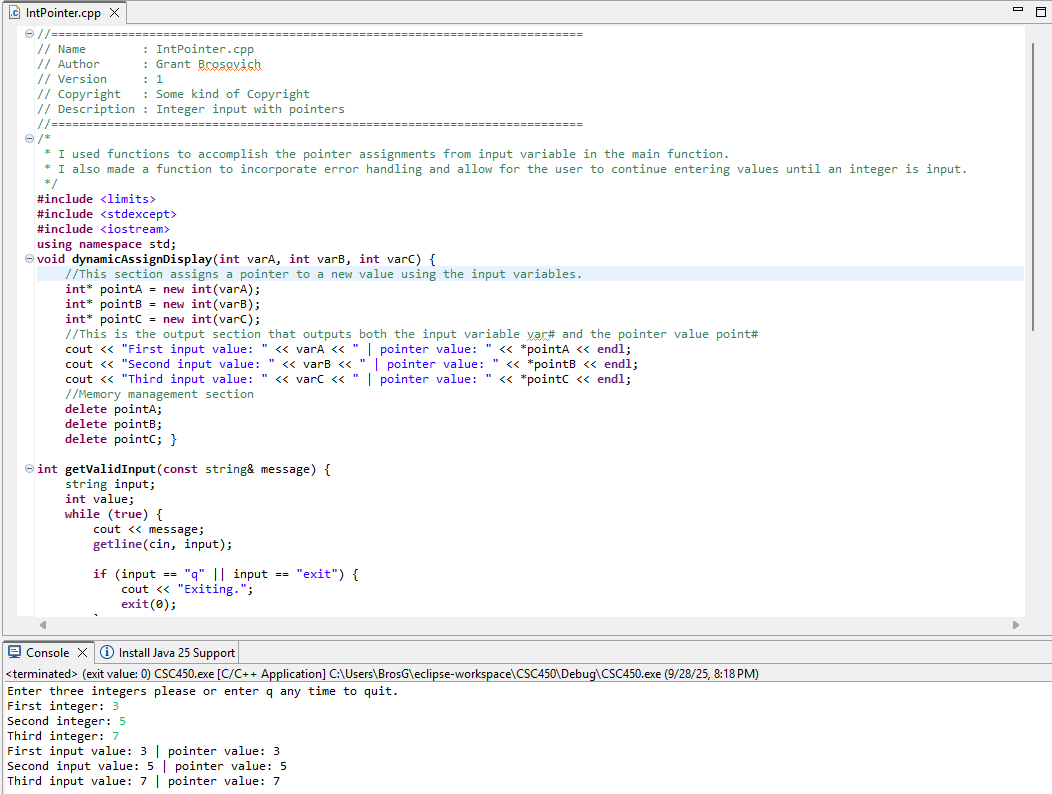 IntPointer.cpp
//============================================================================
// Name        : IntPointer.cpp
// Author      : Grant Brosovich
// Version     : 1
// Copyright   : Some kind of Copyright
// Description : Integer input with pointers
//============================================================================
/*
 * I used functions to accomplish the pointer assignments from input variable in the main function.
 * I also made a function to incorporate error handling and allow for the user to continue entering values until an integer is input.
 */
#include <limits>
#include <stdexcept>
#include <iostream>
using namespace std;
void dynamicAssignDisplay(int varA, int varB, int varC) {
    //This section assigns a pointer to a new value using the input variables.
    int* pointA = new int(varA);
    int* pointB = new int(varB);
    int* pointC = new int(varC);
    //This is the output section that outputs both the input variable var# and the pointer value point#
    cout << "First input value: " << varA << " | pointer value: " << *pointA << endl;
    cout << "Second input value: " << varB << " | pointer value: " << *pointB << endl;
    cout << "Third input value: " << varC << " | pointer value: " << *pointC << endl;
    //Memory management section
    delete pointA;
    delete pointB;
    delete pointC; }
int getValidInput(const string& message) {
    string input;
    int value;
    while (true) {
        cout << message;
        getline(cin, input);
        if (input == "q" || input == "exit") {
            cout << "Exiting.";
            exit(0);
Console
Install Java 25 Support
<terminated> (exit value: 0) CSC450.exe [C/C++ Application] C:\Users\BrosG\eclipse-workspace\CSC450\Debug\CSC450.exe (9/28/25, 8:18 PM)
Enter three integers please or enter q any time to quit.
First integer: 3
Second integer: 5
Third integer: 7
First input value: 3 | pointer value: 3
Second input value: 5 | pointer value: 5
Third input value: 7 | pointer value: 7